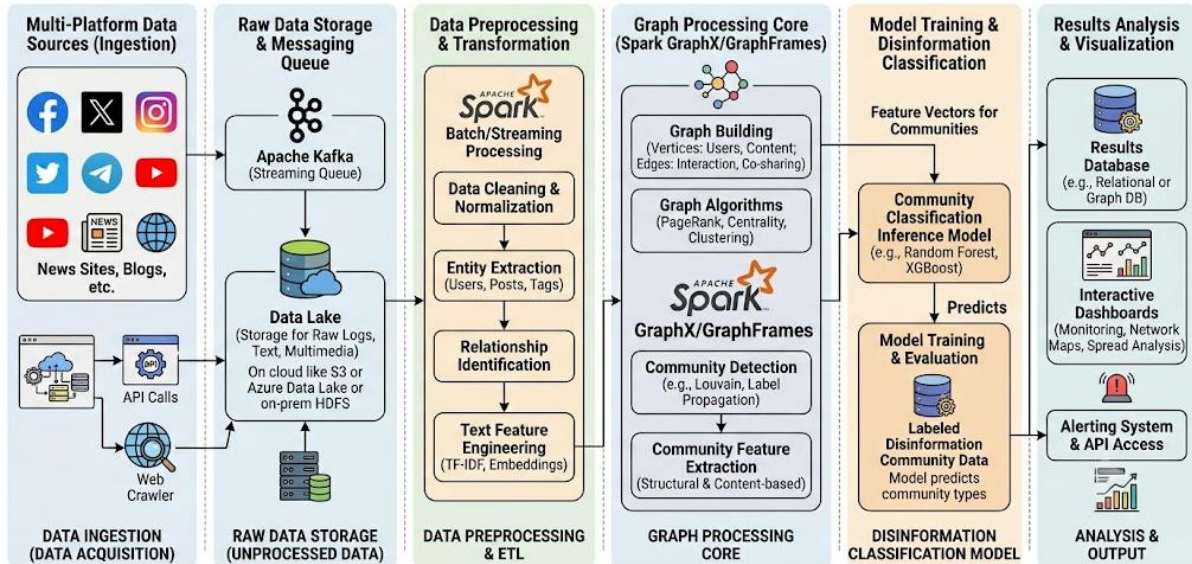 Multi-Platform Data
Sources (Ingestion)
NEWS
News Sites, Blogs,
etc.
API
API Calls
Web
Crawler
DATA INGESTION
(DATA ACQUISITION)
Raw Data Storage
& Messaging
Queue
Apache Kafka
(Streaming Queue)
Data Lake
(Storage for Raw Logs,
Text, Multimedia)
On cloud like S3 or
Azure Data Lake or
on-prem HDFS
RAW DATA STORAGE
(UNPROCESSED DATA)
Data Preprocessing
& Transformation
APACHE
Spark
Batch/Streaming
Processing
Data Cleaning &
Normalization
Entity Extraction
(Users, Posts, Tags)
Relationship
Identification
Text Feature
Engineering
(TF-IDF, Embeddings)
DATA PREPROCESSING
& ETL
Graph Processing Core
(Spark GraphX/GraphFrames)
Graph Building
(Vertices: Users, Content;
Edges: Interaction, Co-sharing)
Graph Algorithms
(PageRank, Centrality,
Clustering)
APACHE
Spark
GraphX/GraphFrames
Community Detection
(e.g., Louvain, Label
Propagation)
Community Feature
Extraction
(Structural & Content-based)
GRAPH PROCESSING
CORE
Model Training &
Disinformation
Classification
Feature Vectors for
Communities
Community
Classification
Inference Model
(e.g., Random Forest,
XGBoost)
Predicts
Model Training
& Evaluation
Labeled
Disinformation
Community Data
Model predicts
community types
DISINFORMATION
CLASSIFICATION MODEL
Results Analysis
& Visualization
Results
Database
(e.g., Relational or
Graph DB)
Interactive
Dashboards
(Monitoring, Network
Maps, Spread Analysis)
Alerting System
& API Access
ANALYSIS &
OUTPUT